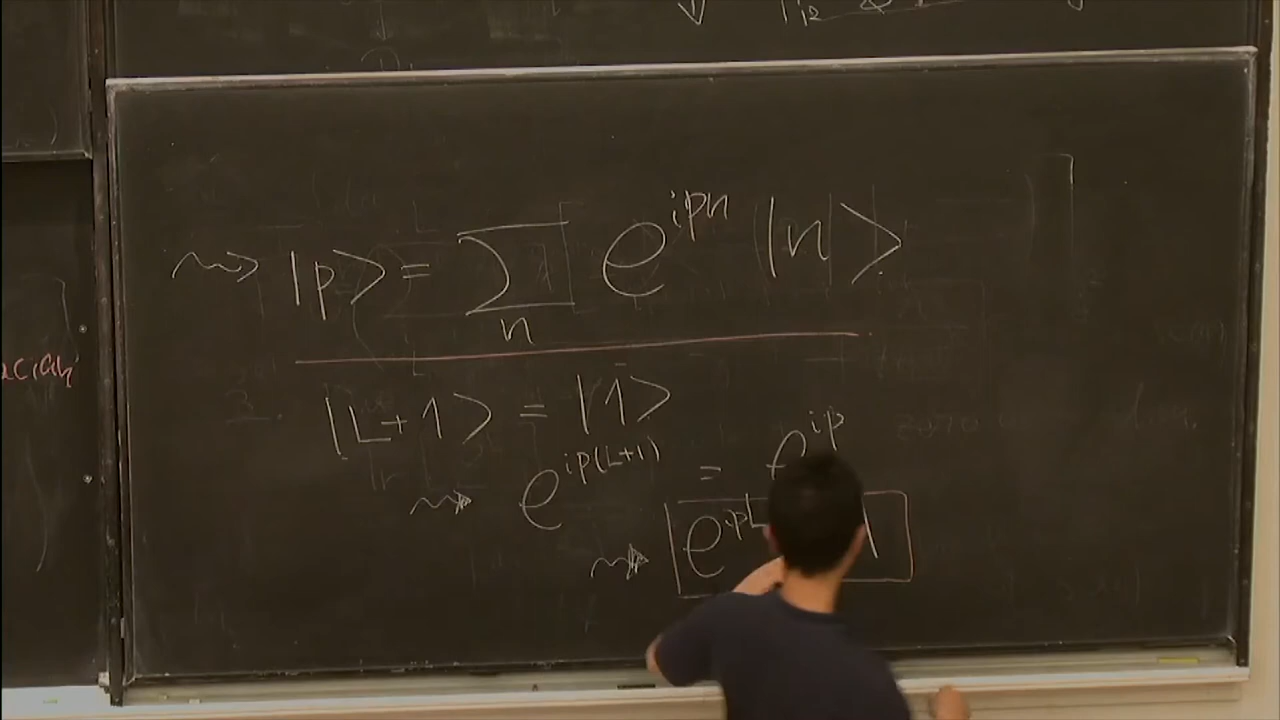 |p> = ∑ₙ e^{ipn} |n>
|L+1> = |1>
e^{ip(L+1)} = e^{ip}
e^{ipL} 1